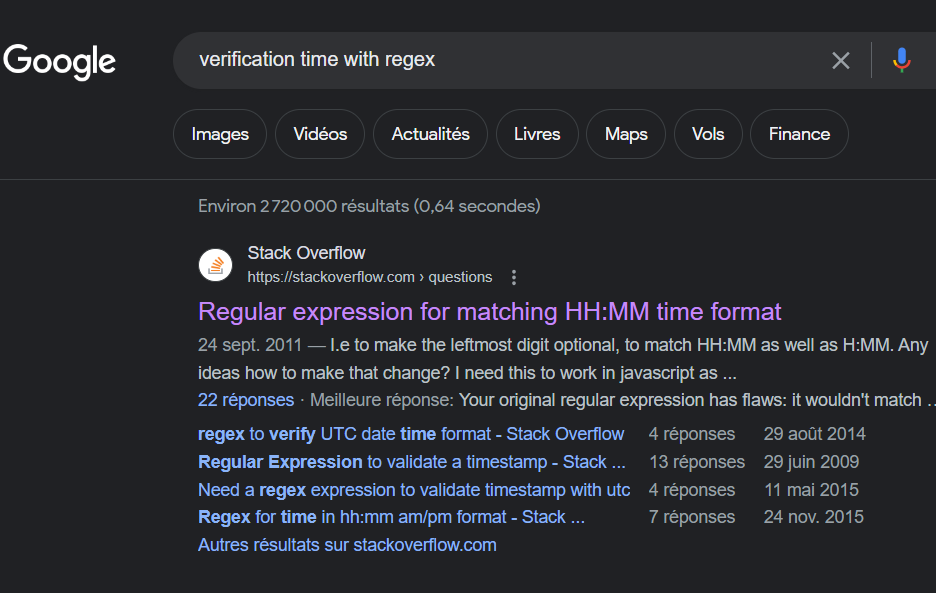 Google
verification time with regex
Images Vidéos Actualités Livres Maps Vols Finance
Environ 2 720 000 résultats (0,64 secondes)
Stack Overflow
https://stackoverflow.com › questions
Regular expression for matching HH:MM time format
24 sept. 2011 — I.e to make the leftmost digit optional, to match HH:MM as well as H:MM. Any
ideas how to make that change? I need this to work in javascript as ...
22 réponses · Meilleure réponse: Your original regular expression has flaws: it wouldn't match ..
regex to verify UTC date time format - Stack Overflow 4 réponses 29 août 2014
Regular Expression to validate a timestamp - Stack ... 13 réponses 29 juin 2009
Need a regex expression to validate timestamp with utc 4 réponses 11 mai 2015
Regex for time in hh:mm am/pm format - Stack ... 7 réponses 24 nov. 2015
Autres résultats sur stackoverflow.com